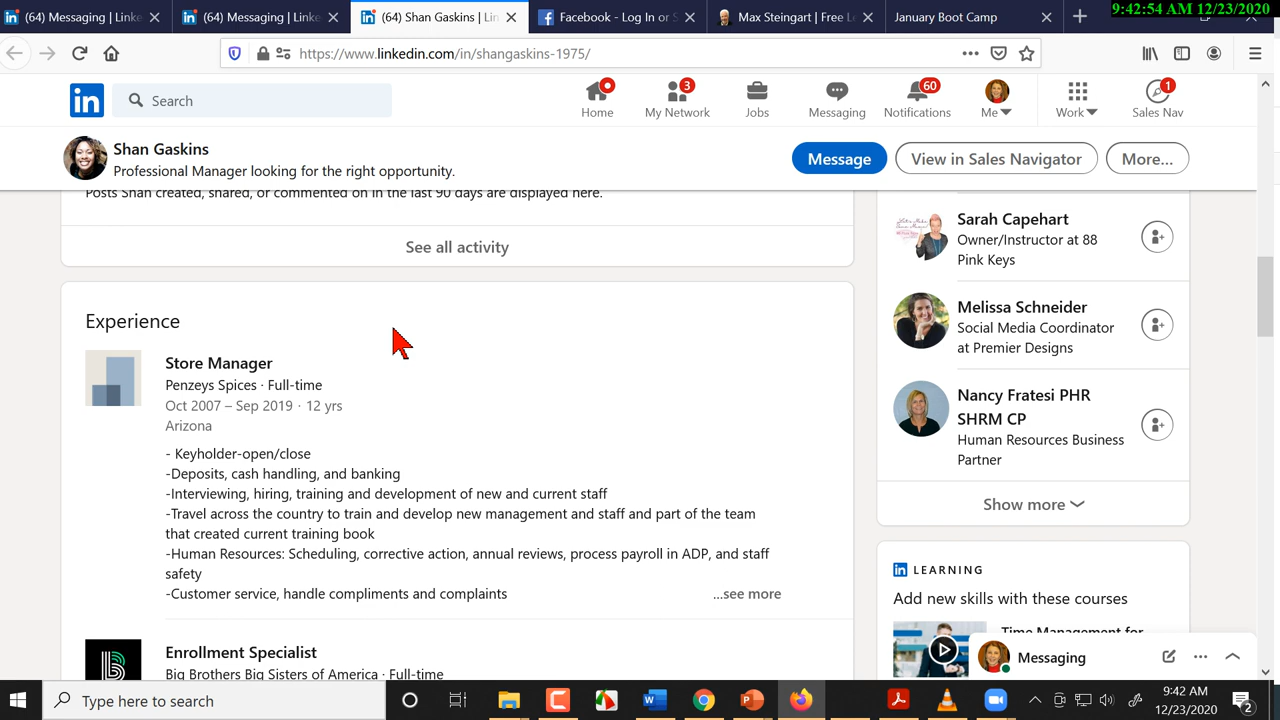 (64) Messaging | Linke
(64) Messaging | Linke
(64) Shan Gaskins | Lin
Facebook - Log In or S
Max Steingart | Free Le
January Boot Camp
9:42:54 AM 12/23/2020
https://www.linkedin.com/in/shangaskins-1975/
in
Search
Home
3
My Network
Jobs
Messaging
60
Notifications
Me
Work
1
Sales Nav
Shan Gaskins
Professional Manager looking for the right opportunity.
Message
View in Sales Navigator
More...
Posts Shan created, shared, or commented on in the last 90 days are displayed here.
See all activity
Experience
Store Manager
Penzeys Spices · Full-time
Oct 2007 – Sep 2019 · 12 yrs
Arizona
- Keyholder-open/close
-Deposits, cash handling, and banking
-Interviewing, hiring, training and development of new and current staff
-Travel across the country to train and develop new management and staff and part of the team
that created current training book
-Human Resources: Scheduling, corrective action, annual reviews, process payroll in ADP, and staff
safety
-Customer service, handle compliments and complaints
...see more
Enrollment Specialist
Big Brothers Big Sisters of America · Full-time
Sarah Capehart
Owner/Instructor at 88
Pink Keys
Melissa Schneider
Social Media Coordinator
at Premier Designs
Nancy Fratesi PHR
SHRM CP
Human Resources Business
Partner
Show more
in LEARNING
Add new skills with these courses
Time Management for
Messaging
Type here to search
9:42 AM
12/23/2020
2